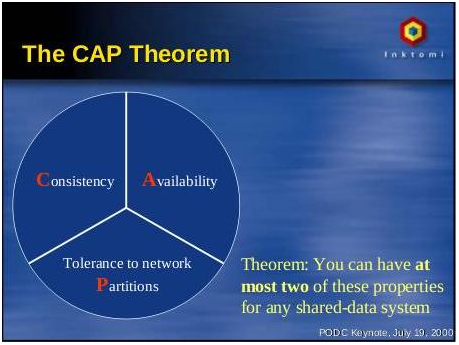 The CAP Theorem
Inktomi
Consistency
Availability
Tolerance to network
Partitions
Theorem: You can have at
most two of these properties
for any shared-data system
PODC Keynote, July 19, 2000